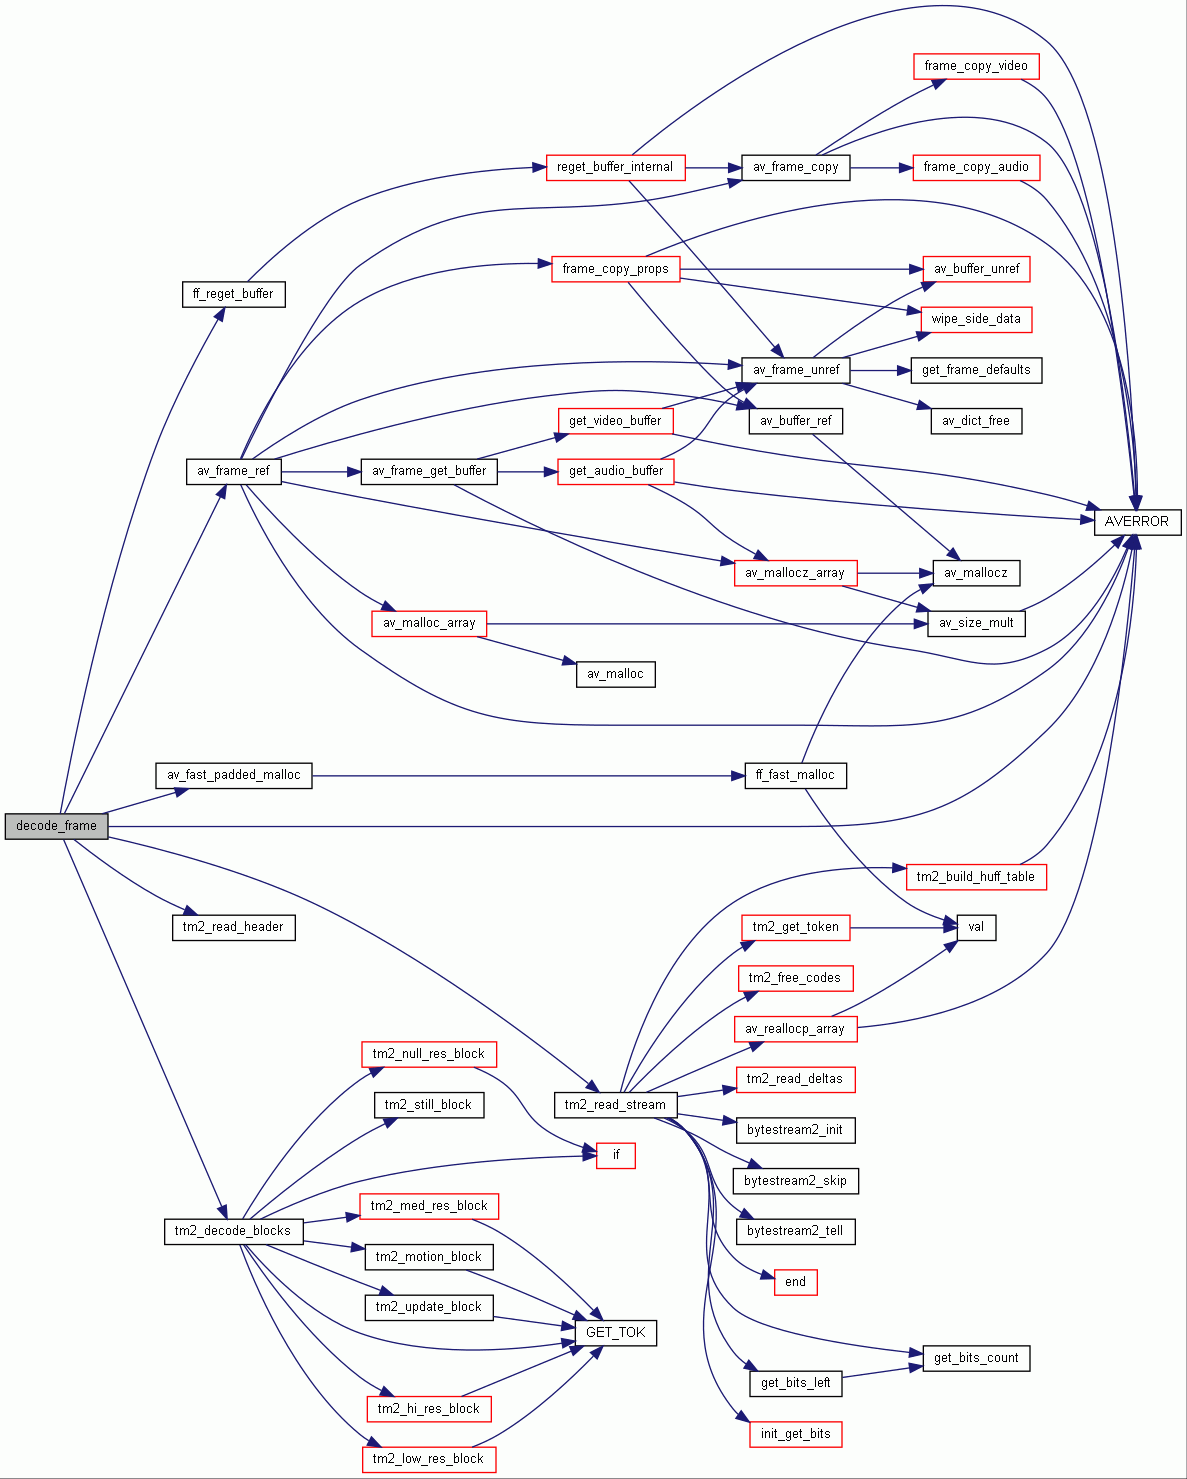 frame_copy_video
reget_buffer_internal
av_frame_copy
frame_copy_audio
frame_copy_props
av_buffer_unref
ff_reget_buffer
wipe_side_data
av_frame_unref
get_frame_defaults
get_video_buffer
av_buffer_ref
av_dict_free
av_frame_ref
av_frame_get_buffer
get_audio_buffer
AVERROR
av_mallocz_array
av_mallocz
av_malloc_array
av_size_mult
av_malloc
av_fast_padded_malloc
ff_fast_malloc
decode_frame
tm2_build_huff_table
tm2_read_header
tm2_get_token
val
tm2_free_codes
av_reallocp_array
tm2_null_res_block
tm2_read_deltas
tm2_still_block
tm2_read_stream
bytestream2_init
if
bytestream2_skip
tm2_med_res_block
tm2_decode_blocks
bytestream2_tell
tm2_motion_block
end
tm2_update_block
GET_TOK
get_bits_count
get_bits_left
tm2_hi_res_block
init_get_bits
tm2_low_res_block